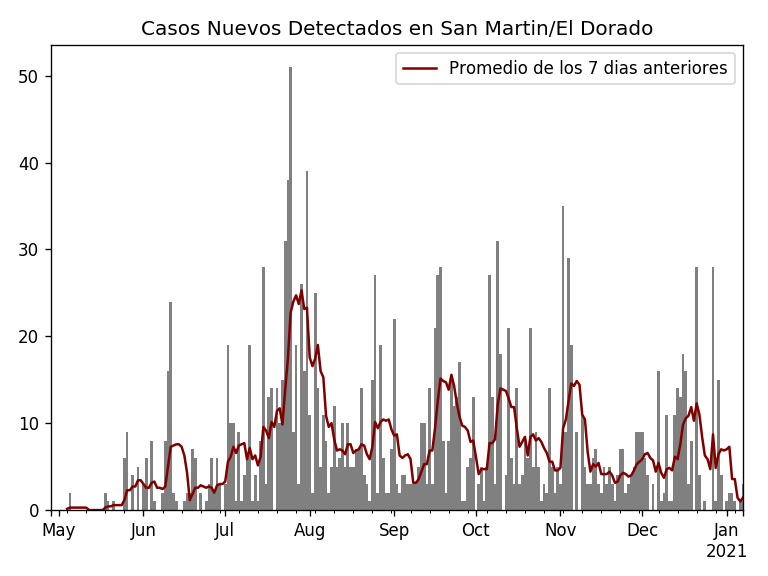 Casos Nuevos Detectados en San Martin/El Dorado
Promedio de los 7 dias anteriores
50
40
30
20
10
0
May Jun Jul Aug Sep Oct Nov Dec Jan
2021